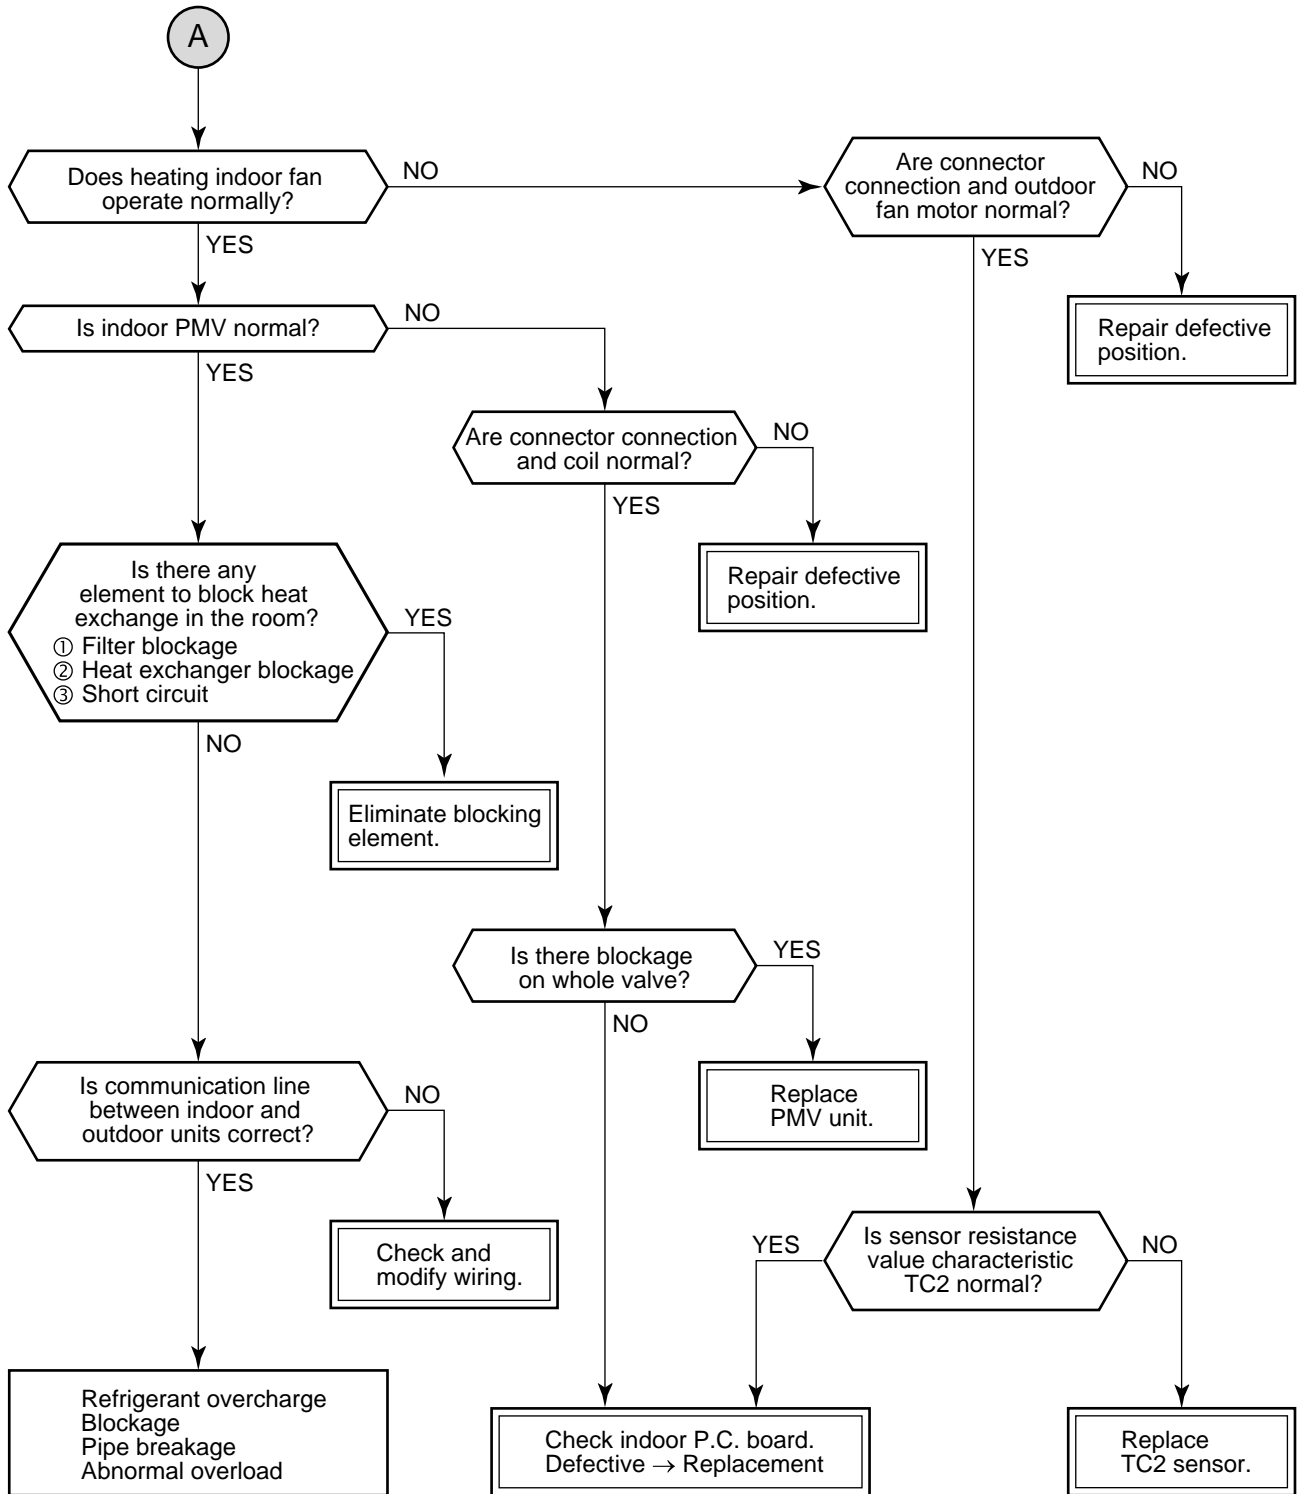 A
Does heating indoor fan
operate normally?
NO
YES
Are connector
connection and outdoor
fan motor normal?
NO
YES
Repair defective
position.
Is indoor PMV normal?
NO
YES
Are connector connection
and coil normal?
NO
YES
Repair defective
position.
Is there any
element to block heat
exchange in the room?
① Filter blockage
② Heat exchanger blockage
③ Short circuit
YES
NO
Eliminate blocking
element.
Is there blockage
on whole valve?
YES
NO
Replace
PMV unit.
Is communication line
between indoor and
outdoor units correct?
NO
YES
Check and
modify wiring.
Is sensor resistance
value characteristic
TC2 normal?
YES
NO
Refrigerant overcharge
Blockage
Pipe breakage
Abnormal overload
Check indoor P.C. board.
Defective → Replacement
Replace
TC2 sensor.